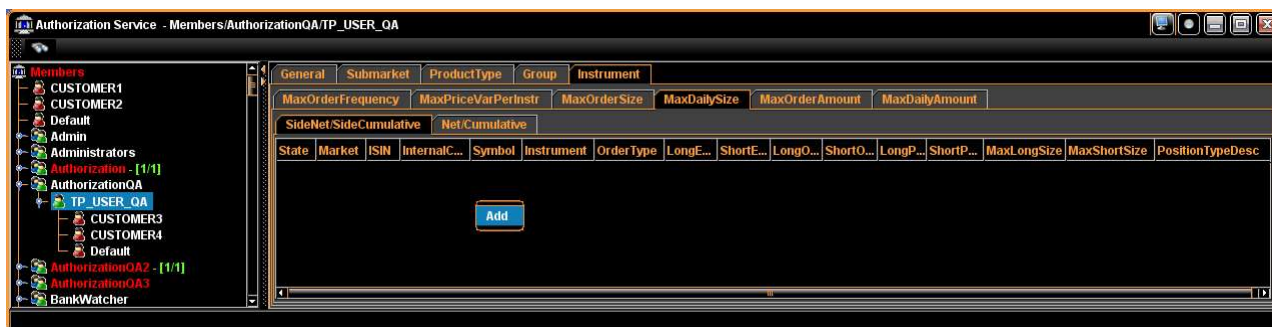 Authorization Service - Members/AuthorizationQA/TP_USER_QA
Members
CUSTOMER1
CUSTOMER2
Default
Admin
Administrators
Authorization - [1/1]
AuthorizationQA
TP_USER_QA
CUSTOMER3
CUSTOMER4
Default
AuthorizationQA2 - [1/1]
AuthorizationQA3
BankWatcher
General Submarket ProductType Group Instrument
MaxOrderFrequency MaxPriceVarPerInstr MaxOrderSize MaxDailySize MaxOrderAmount MaxDailyAmount
SideNet/SideCumulative Net/Cumulative
State Market ISIN InternalC... Symbol Instrument OrderType LongE... ShortE... LongO... ShortO... LongP... ShortP... MaxLongSize MaxShortSize PositionTypeDesc
Add